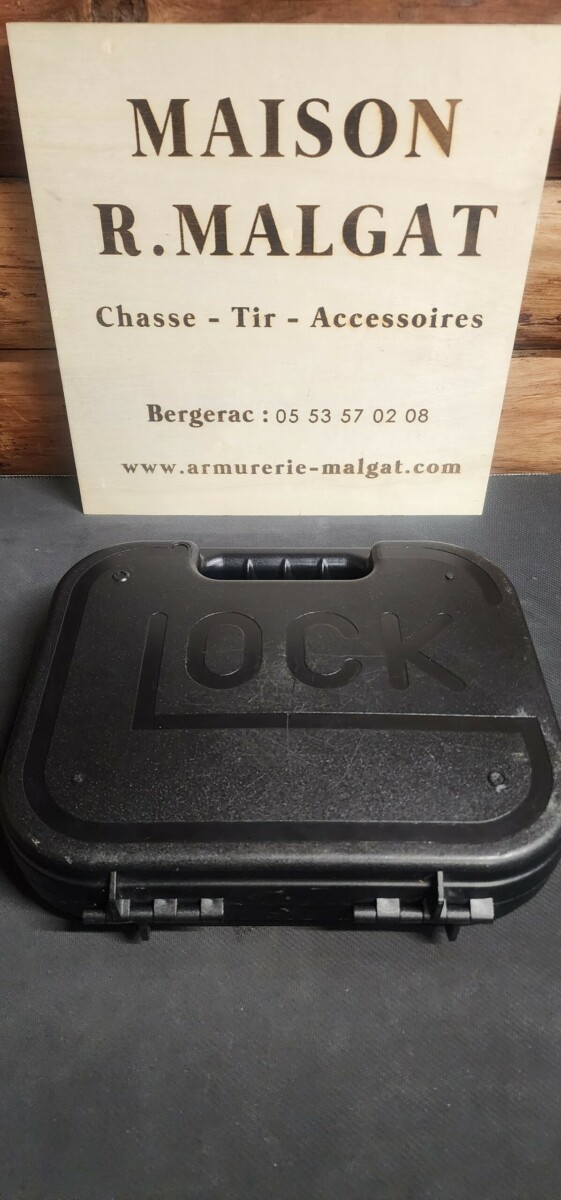 MAISON
R.MALGAT
Chasse - Tir - Accessoires
Bergerac : 05 53 57 02 08
www.armurerie-malgat.com
GLOCK